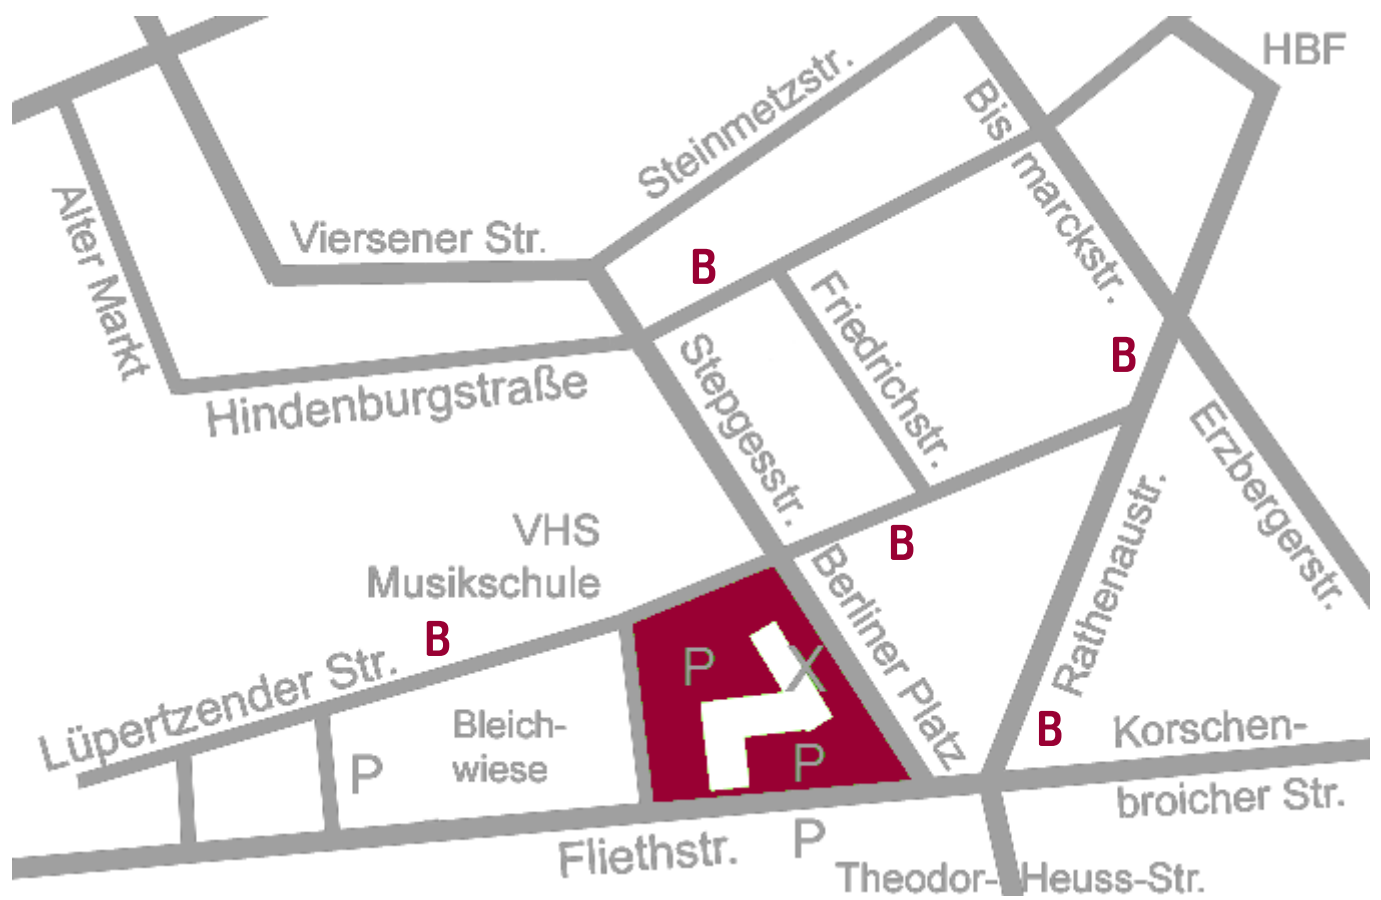 HBF
Steinmetzstr.
Bis
marckstr.
Alter Markt
Viersener Str.
B
Friedrichstr.
Stepgesstr.
B
Hindenburgstraße
Erzbergerstr.
VHS
Musikschule
B
B
Berliner Platz
Rathenaustr.
Lüpertzender Str.
P
X
Bleich-
wiese
P
P
B
Korschen-
broicher Str.
P
Fliethstr.
Theodor-Heuss-Str.